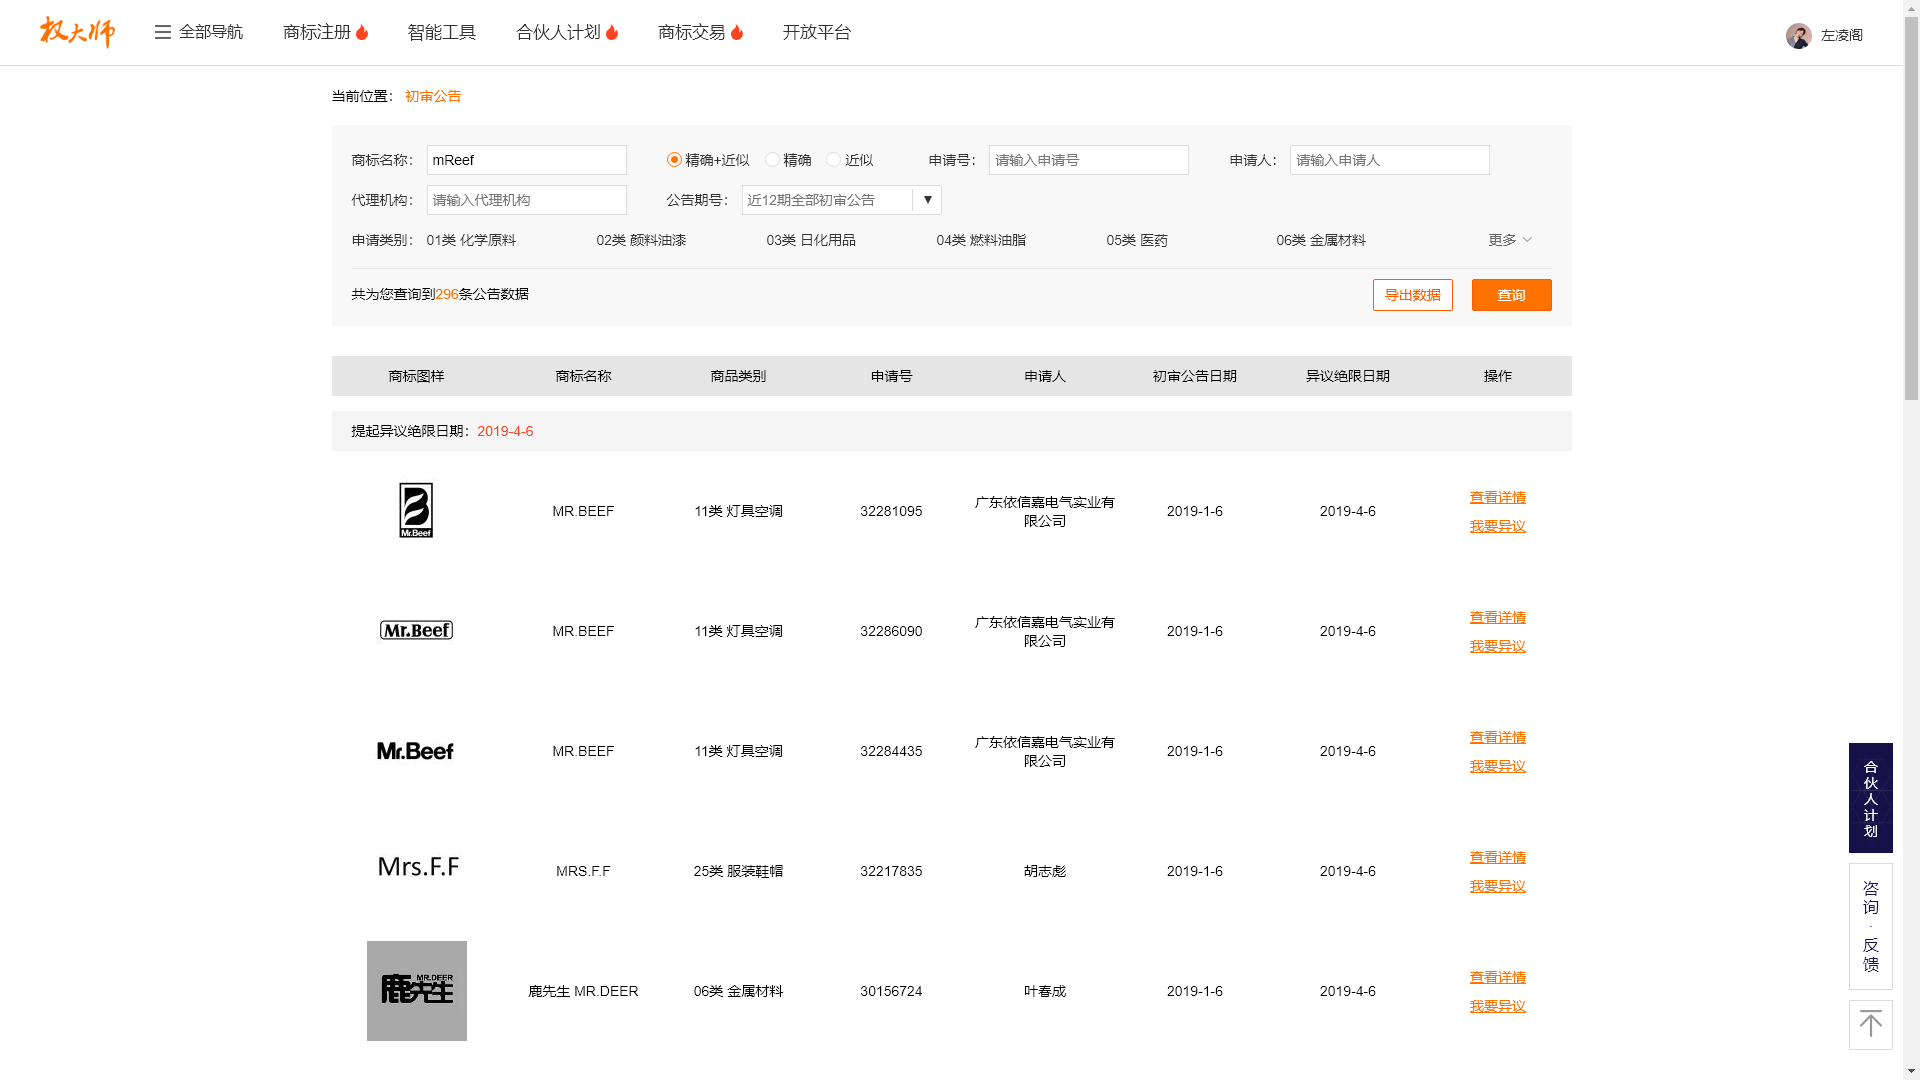 权大师 全部导航 商标注册 智能工具 合伙人计划 商标交易 开放平台 左凌阁
当前位置： 初审公告
商标名称： mReef 精确+近似 精确 近似 申请号： 请输入申请号 申请人： 请输入申请人
代理机构： 请输入代理机构 公告期号： 近12期全部初审公告 ▼
申请类别： 01类 化学原料 02类 颜料油漆 03类 日化用品 04类 燃料油脂 05类 医药 06类 金属材料 更多
共为您查询到296条公告数据 导出数据 查询
商标图样 商标名称 商品类别 申请号 申请人 初审公告日期 异议绝限日期 操作
提起异议绝限日期：2019-4-6
Mr.Beef MR.BEEF 11类 灯具空调 32281095 广东依信嘉电气实业有限公司 2019-1-6 2019-4-6 查看详情
我要异议
Mr.Beef MR.BEEF 11类 灯具空调 32286090 广东依信嘉电气实业有限公司 2019-1-6 2019-4-6 查看详情
我要异议
Mr.Beef MR.BEEF 11类 灯具空调 32284435 广东依信嘉电气实业有限公司 2019-1-6 2019-4-6 查看详情
我要异议
Mrs.F.F MRS.F.F 25类 服装鞋帽 32217835 胡志彪 2019-1-6 2019-4-6 查看详情
我要异议
鹿先生 MR.DEER 鹿先生 MR.DEER 06类 金属材料 30156724 叶春成 2019-1-6 2019-4-6 查看详情
我要异议
合伙人计划
咨询·反馈